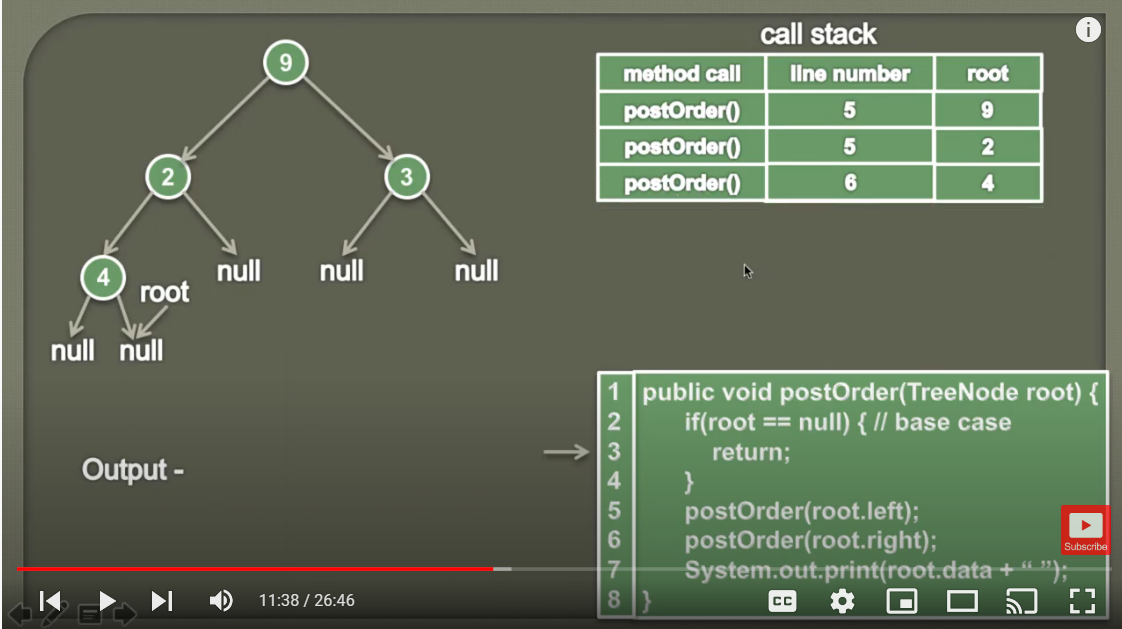 call stack
method call line number root
postOrder() 5 9
postOrder() 5 2
postOrder() 6 4
9
2 3
4 null null null
root
null null
Output -
1 public void postOrder(TreeNode root) {
2 if(root == null) { // base case
3 return;
4 }
5 postOrder(root.left);
6 postOrder(root.right);
7 System.out.print(root.data + “ ”);
8 }
i
Subscribe
11:38 / 26:46
CC